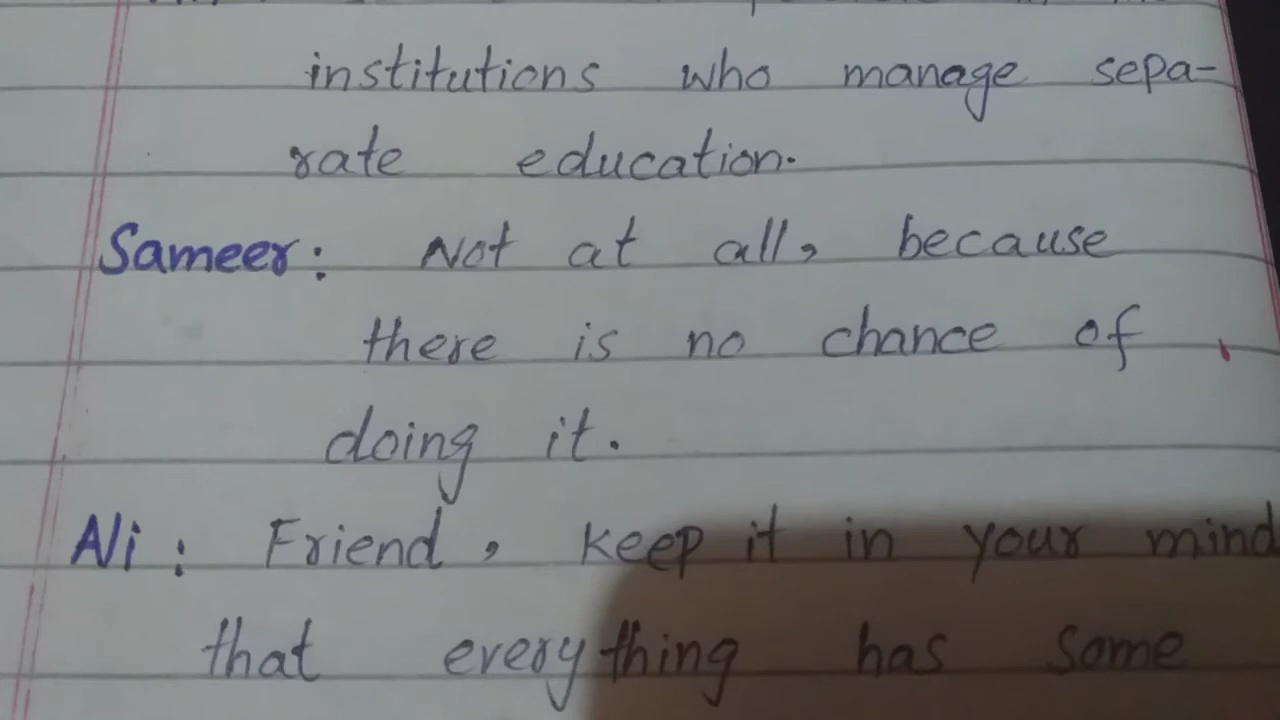 institutions who manage sepa-
rate education.
Sameer: Not at all, because
there is no chance of
doing it.
Ali: Friend, keep it in your mind
that everything has some